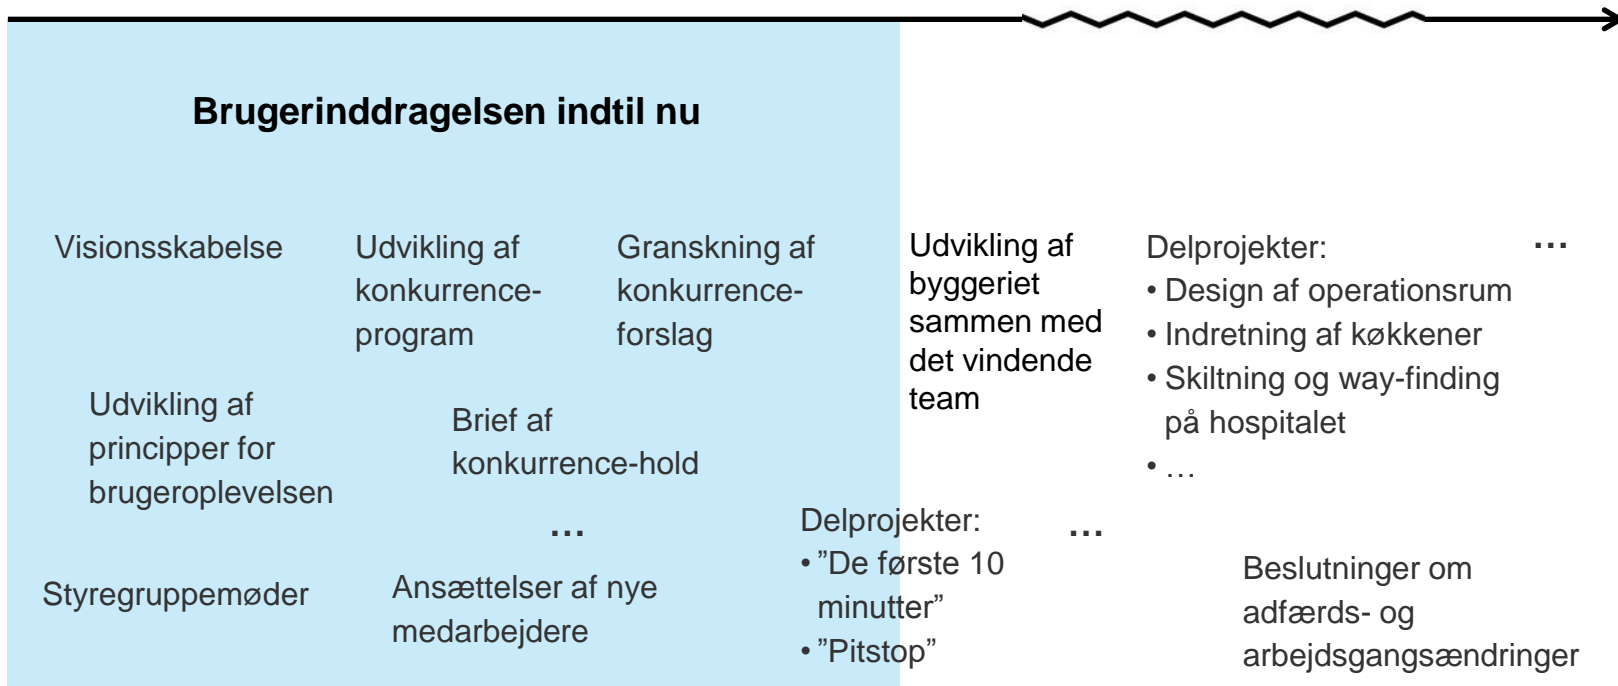 Brugerinddragelsen indtil nu
Visionsskabelse
Udvikling af
konkurrence-
program
Granskning af
konkurrence-
forslag
Udvikling af
byggeriet
sammen med
det vindende
team
Delprojekter:
• Design af operationsrum
• Indretning af køkkener
• Skiltning og way-finding
på hospitalet
• …
…
Udvikling af
principper for
brugeroplevelsen
Brief af
konkurrence-hold
…
Delprojekter:
• ”De første 10
minutter”
• ”Pitstop”
…
Styregruppemøder
Ansættelser af nye
medarbejdere
Beslutninger om
adfærds- og
arbejdsgangsændringer